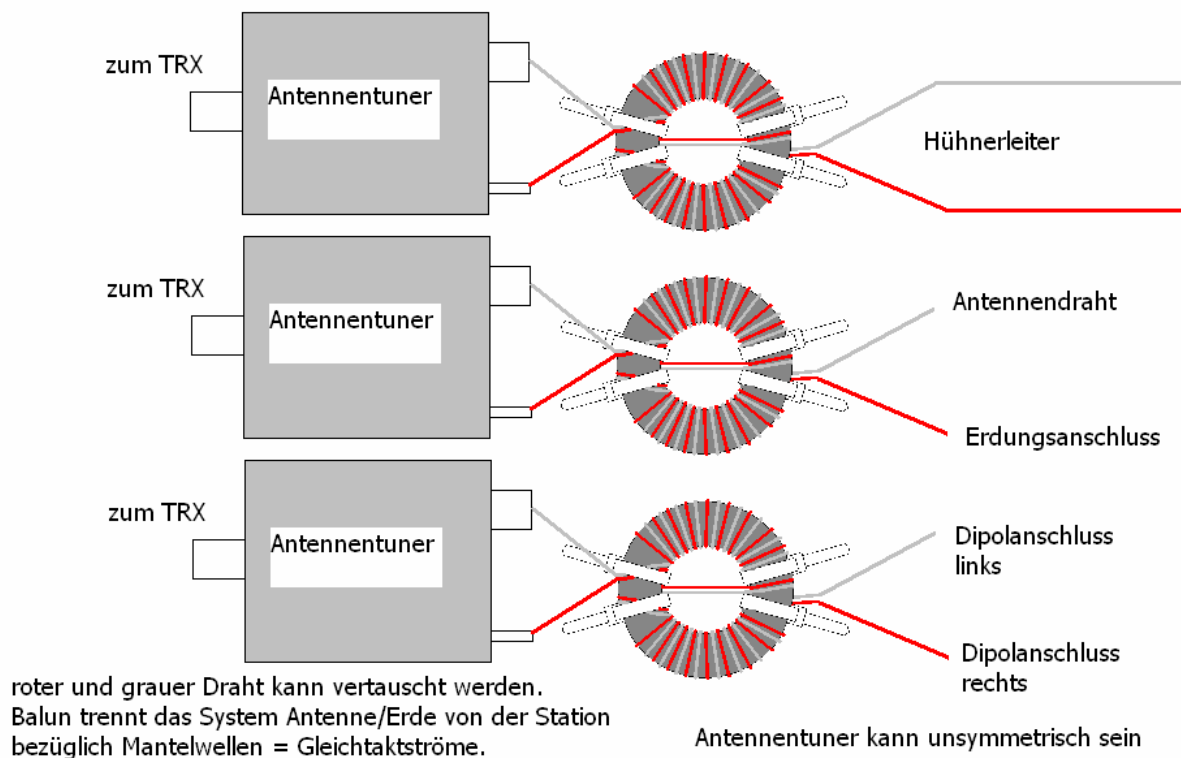 zum TRX
Antennentuner
Hühnerleiter
zum TRX
Antennentuner
Antennendraht
Erdungsanschluss
zum TRX
Antennentuner
Dipolanschluss
links
Dipolanschluss
rechts
roter und grauer Draht kann vertauscht werden.
Balun trennt das System Antenne/Erde von der Station
bezüglich Mantelwellen = Gleichtaktströme.
Antennentuner kann unsymmetrisch sein